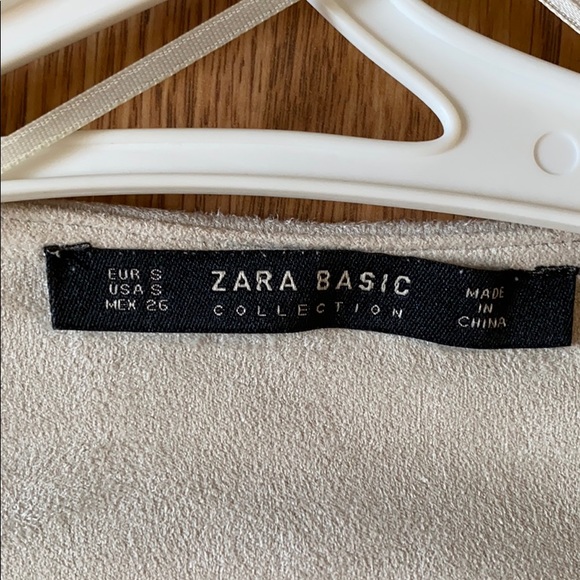 EUR S
USA S
MEX 26
ZARA BASIC
COLLECTION
MADE
IN
CHINA